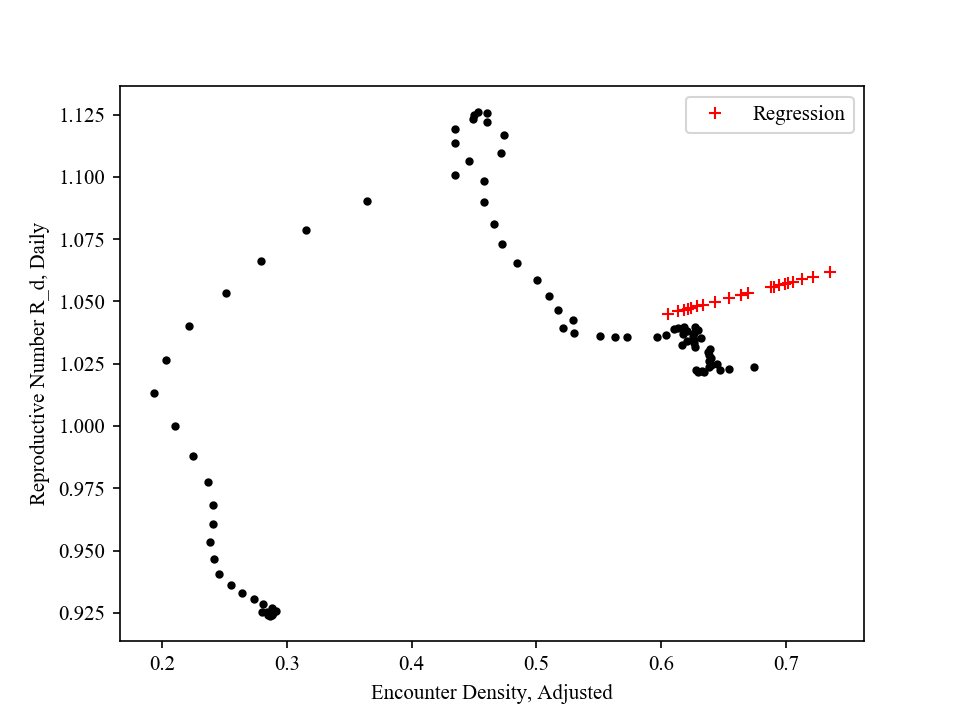 Regression
1.125
1.100
1.075
1.050
1.025
1.000
0.975
0.950
0.925
Reproductive Number R_d, Daily
0.2 0.3 0.4 0.5 0.6 0.7
Encounter Density, Adjusted